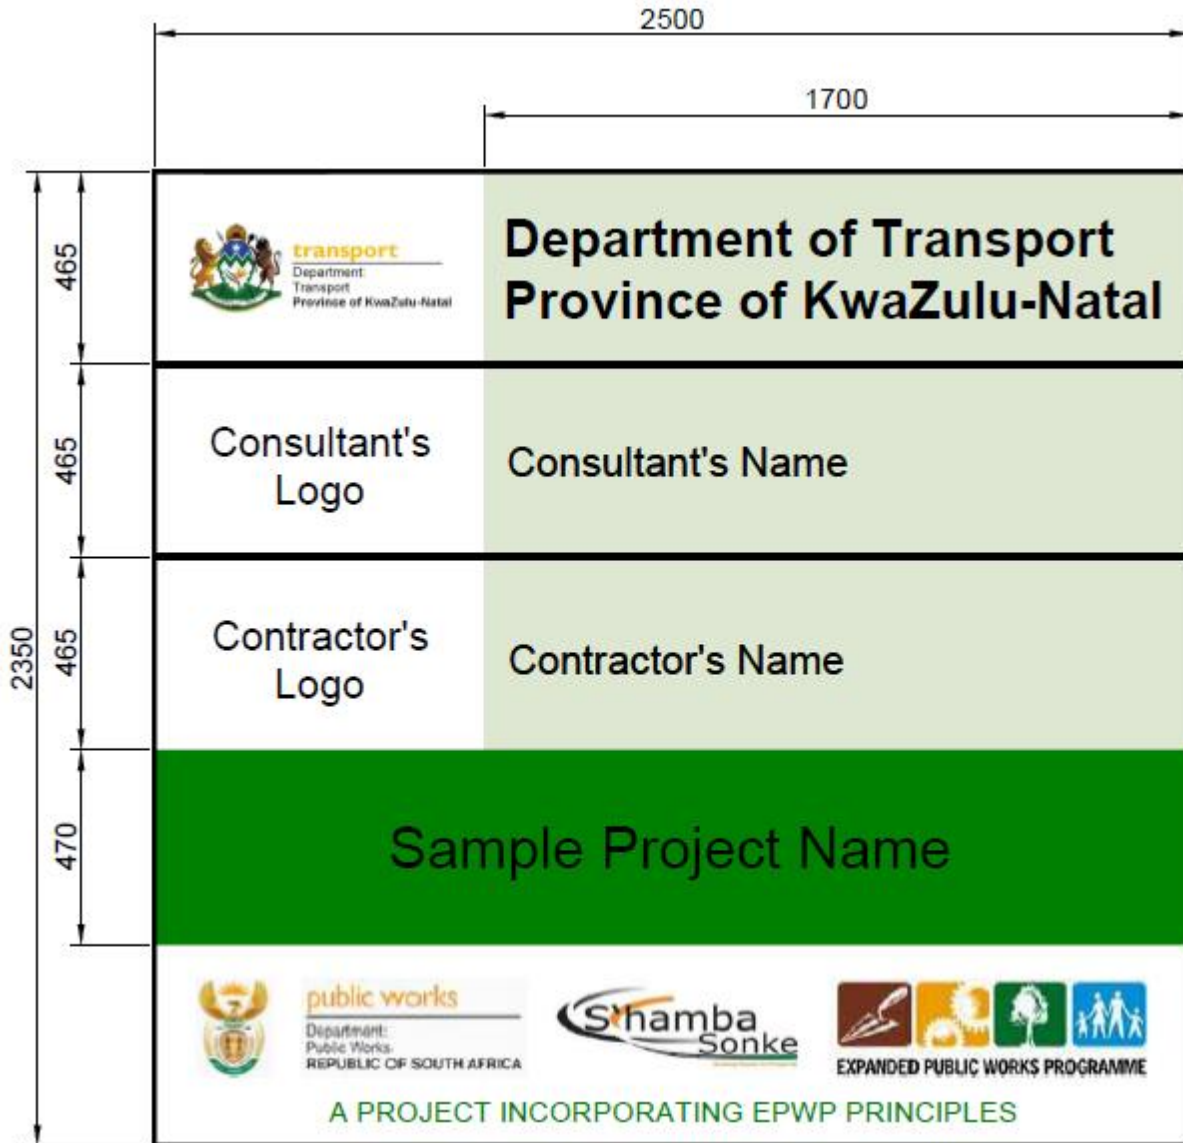 2500
1700
2350
465
transport
Department:
Transport
Province of KwaZulu-Natal
Department of Transport
Province of KwaZulu-Natal
465
Consultant's
Logo
Consultant's Name
465
Contractor's
Logo
Contractor's Name
470
Sample Project Name
public works
Department:
Public Works
REPUBLIC OF SOUTH AFRICA
S'hamba
Sonke
EXPANDED PUBLIC WORKS PROGRAMME
A PROJECT INCORPORATING EPWP PRINCIPLES